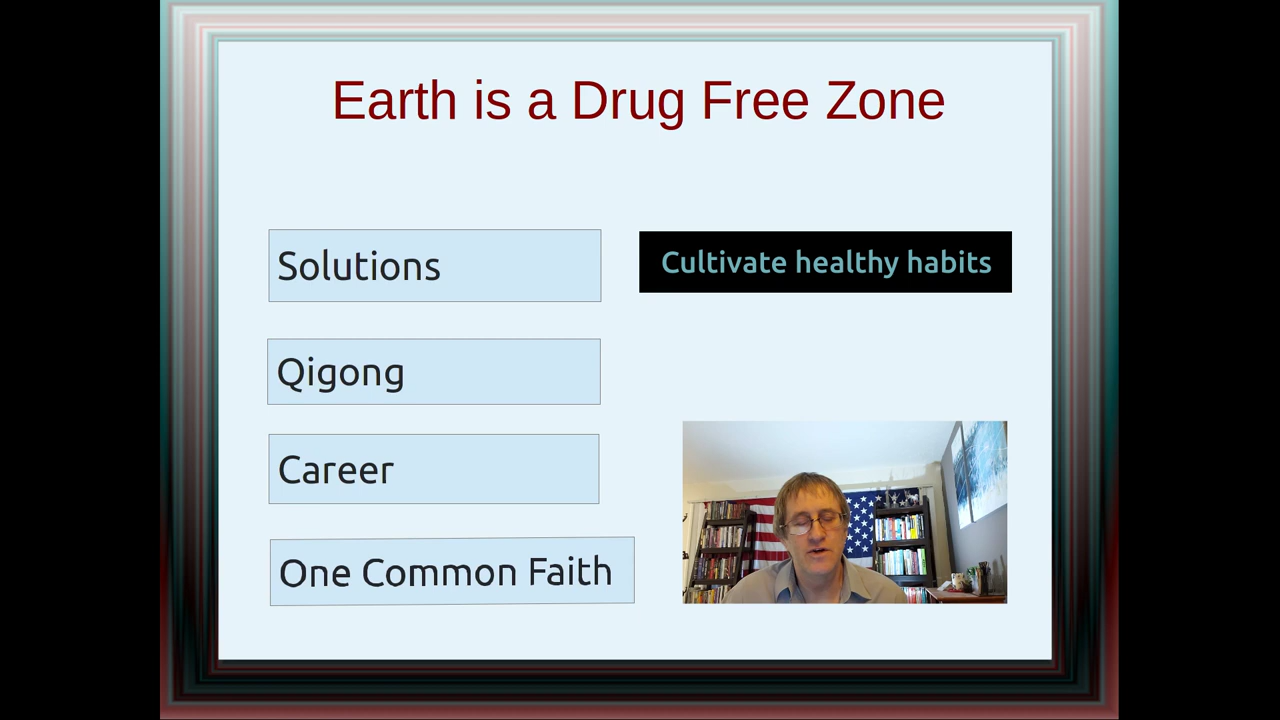 Earth is a Drug Free Zone
Solutions
Cultivate healthy habits
Qigong
Career
One Common Faith